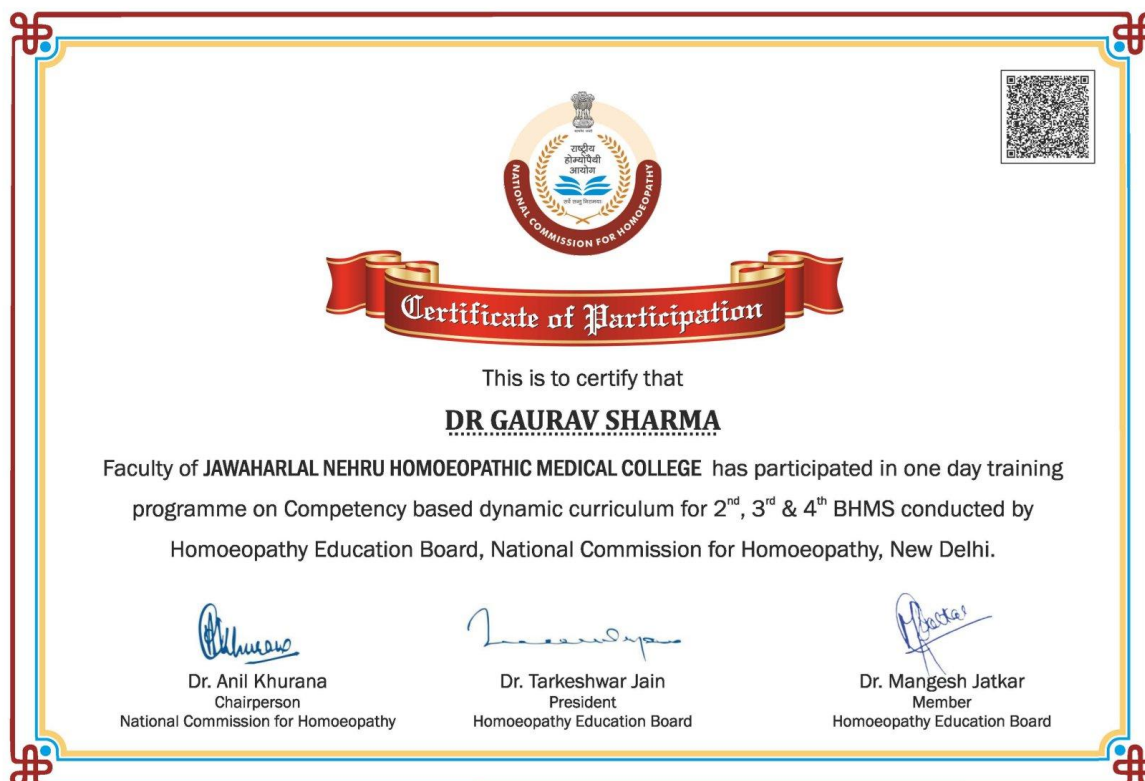 राष्ट्रीय
होम्योपैथी
आयोग
NATIONAL COMMISSION FOR HOMOEOPATHY
Certificate of Participation
This is to certify that
DR GAURAV SHARMA
Faculty of JAWAHARLAL NEHRU HOMOEOPATHIC MEDICAL COLLEGE has participated in one day training
programme on Competency based dynamic curriculum for 2nd, 3rd & 4th BHMS conducted by
Homoeopathy Education Board, National Commission for Homoeopathy, New Delhi.
Dr. Anil Khurana
Chairperson
National Commission for Homoeopathy
Dr. Tarkeshwar Jain
President
Homoeopathy Education Board
Dr. Mangesh Jatkar
Member
Homoeopathy Education Board